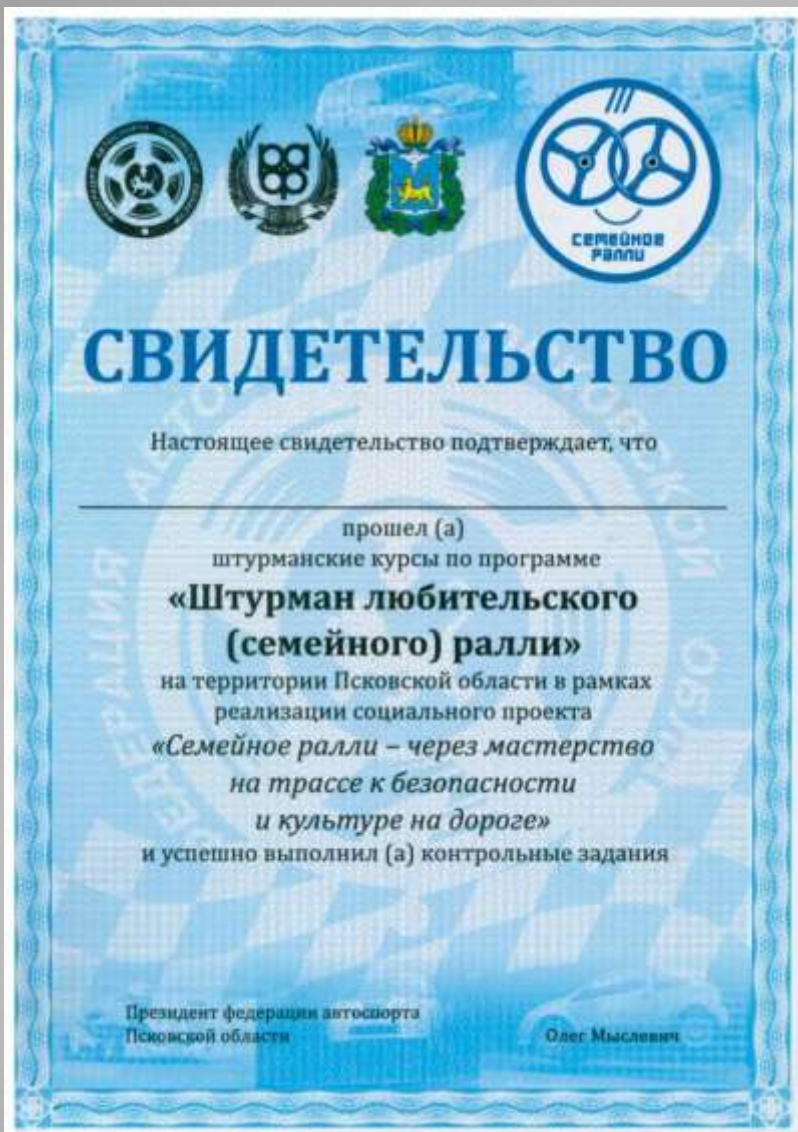 СЕМЕЙНОЕ
РАЛЛИ
СВИДЕТЕЛЬСТВО
Настоящее свидетельство подтверждает, что
прошел (а)
штурманские курсы по программе
«Штурман любительского
(семейного) ралли»
на территории Псковской области в рамках
реализации социального проекта
«Семейное ралли – через мастерство
на трассе к безопасности
и культуре на дороге»
и успешно выполнил (а) контрольные задания
Президент федерации автоспорта
Псковской области
Олег Мыслевич